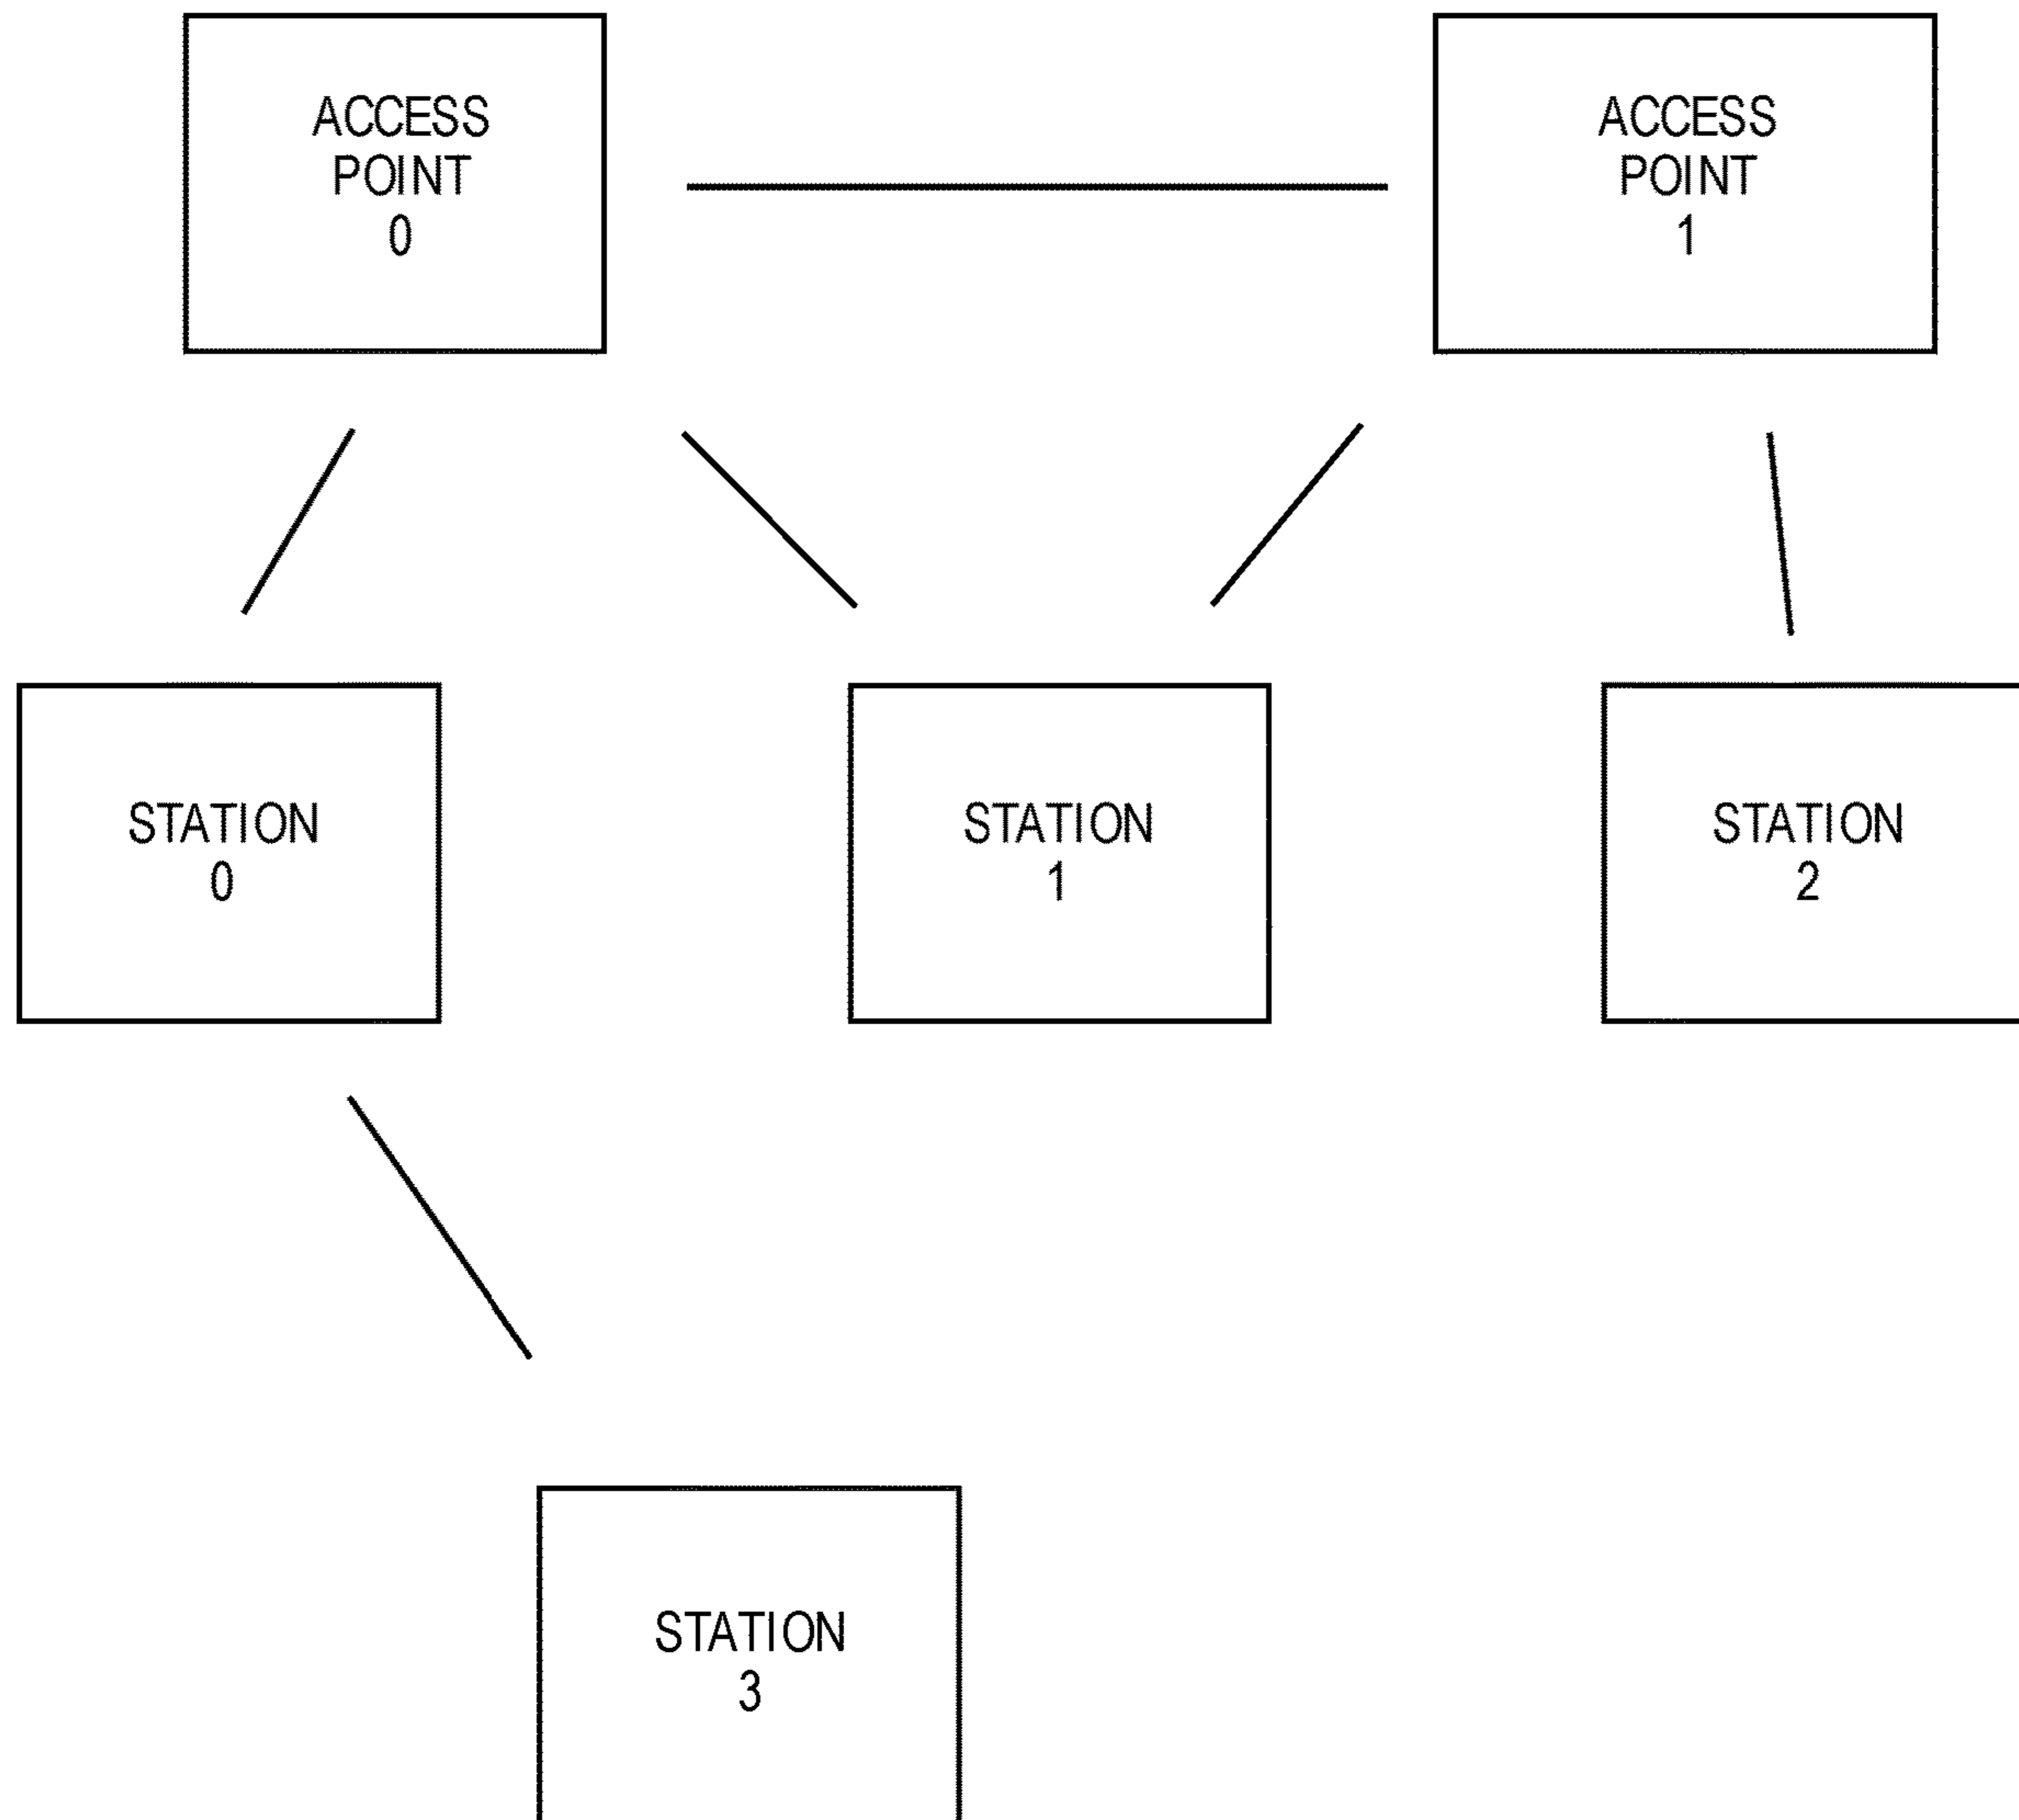 ACCESS
POINT
0
ACCESS
POINT
1
STATION
0
STATION
1
STATION
2
STATION
3